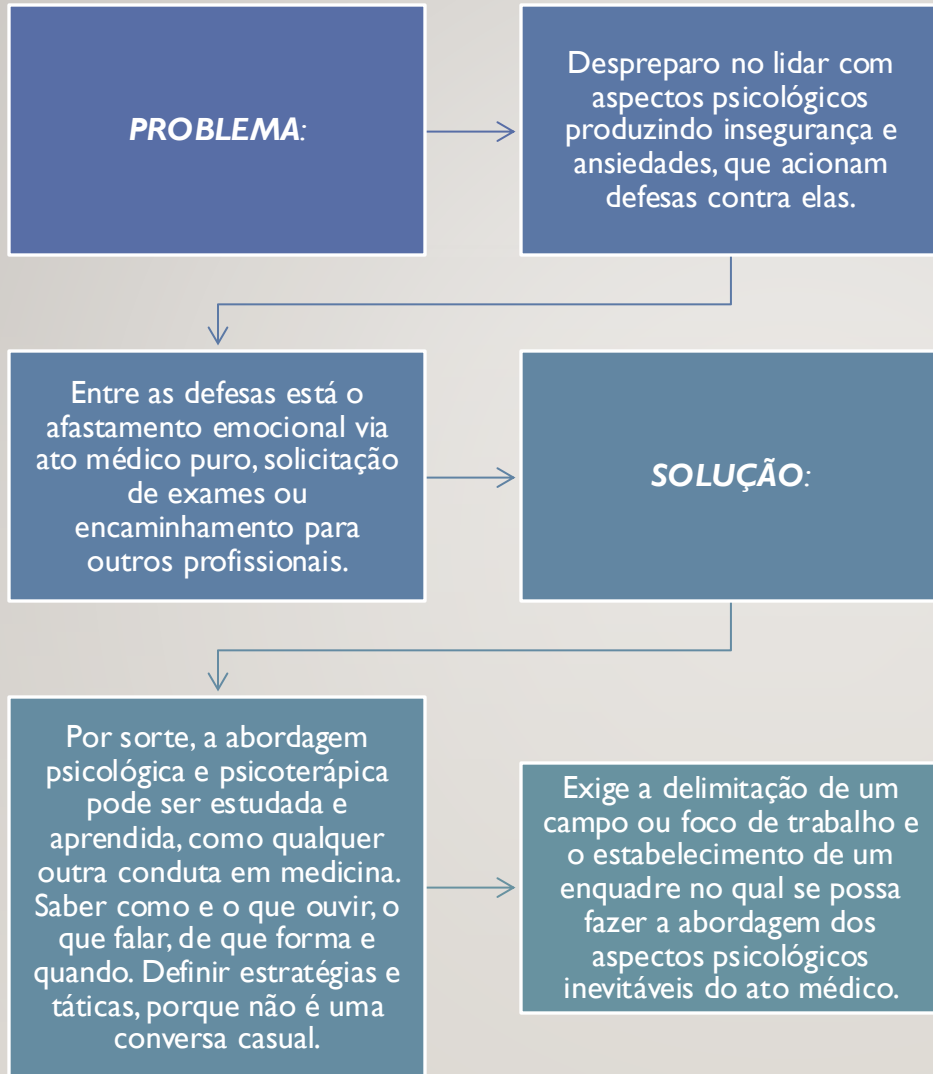 PROBLEMA:
Despreparo no lidar com
aspectos psicológicos
produzindo insegurança e
ansiedades, que acionam
defesas contra elas.
Entre as defesas está o
afastamento emocional via
ato médico puro, solicitação
de exames ou
encaminhamento para
outros profissionais.
SOLUÇÃO:
Por sorte, a abordagem
psicológica e psicoterápica
pode ser estudada e
aprendida, como qualquer
outra conduta em medicina.
Saber como e o que ouvir, o
que falar, de que forma e
quando. Definir estratégias e
táticas, porque não é uma
conversa casual.
Exige a delimitação de um
campo ou foco de trabalho e
o estabelecimento de um
enquadre no qual se possa
fazer a abordagem dos
aspectos psicológicos
inevitáveis do ato médico.